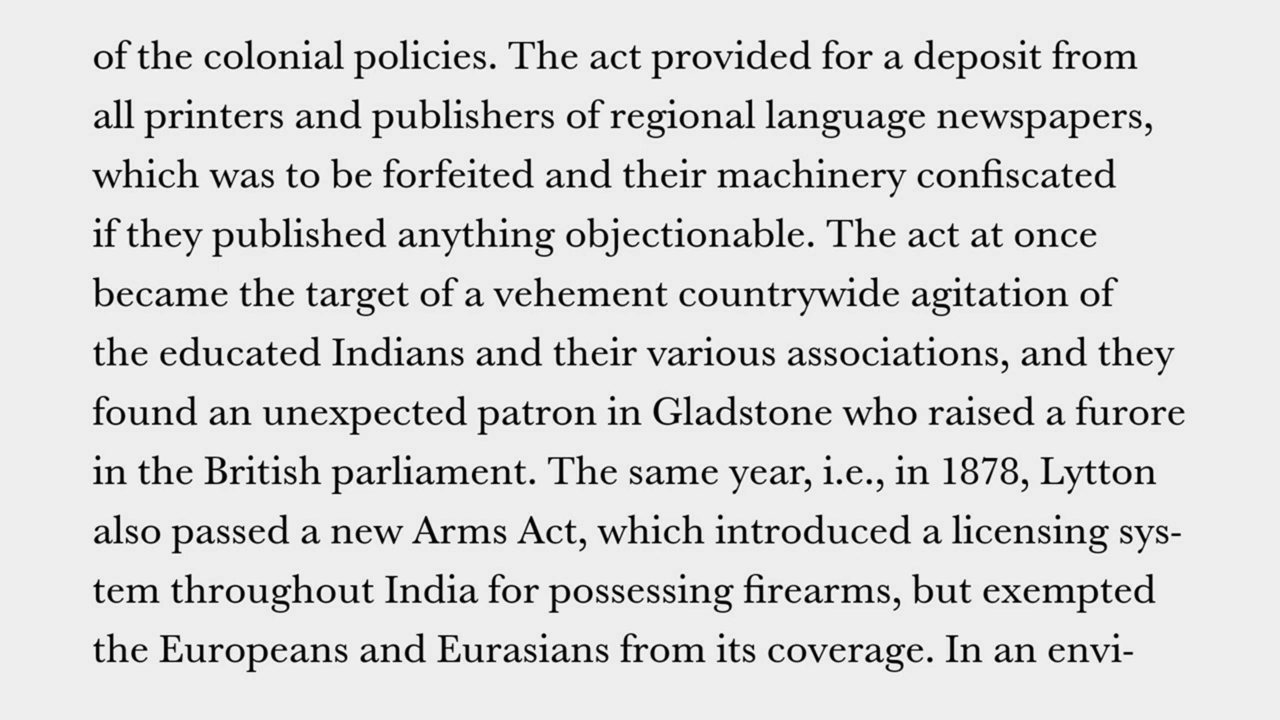 of the colonial policies. The act provided for a deposit from
all printers and publishers of regional language newspapers,
which was to be forfeited and their machinery confiscated
if they published anything objectionable. The act at once
became the target of a vehement countrywide agitation of
the educated Indians and their various associations, and they
found an unexpected patron in Gladstone who raised a furore
in the British parliament. The same year, i.e., in 1878, Lytton
also passed a new Arms Act, which introduced a licensing sys-
tem throughout India for possessing firearms, but exempted
the Europeans and Eurasians from its coverage. In an envi-